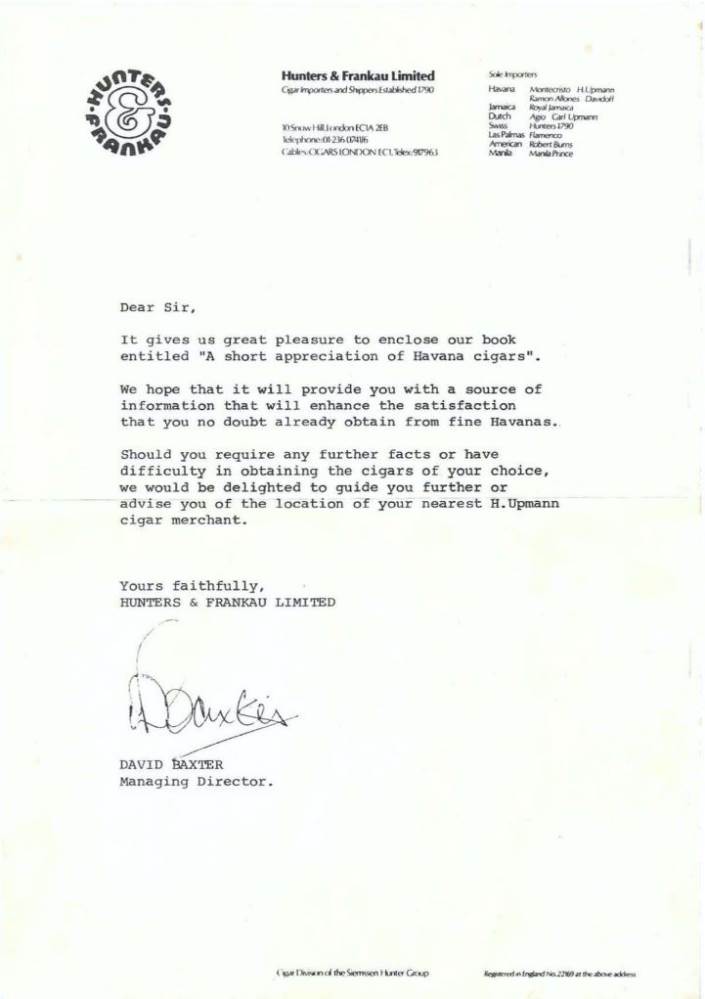 HUNTERS & FRANKAU
Hunters & Frankau Limited
Cigar Importers and Shippers Established 1790
10 Snow Hill, London EC1A 2EB
Telephone: 01-236
Cables: CIGARS LONDON EC1. Telex:
Sole Importers
Havana Montecristo H.Upmann
Ramon Allones Davidoff
Jamaica Royal Jamaica
Dutch Agio Carl Upmann
Swiss Hunters 1790
Las Palmas Flamenco
American Robert Burns
Manila Manila Prince
Dear Sir,
It gives us great pleasure to enclose our book
entitled "A short appreciation of Havana cigars".
We hope that it will provide you with a source of
information that will enhance the satisfaction
that you no doubt already obtain from fine Havanas.
Should you require any further facts or have
difficulty in obtaining the cigars of your choice,
we would be delighted to guide you further or
advise you of the location of your nearest H.Upmann
cigar merchant.
Yours faithfully,
HUNTERS & FRANKAU LIMITED
D Baxter
DAVID BAXTER
Managing Director.
Cigar Division of the Siemssen Hunter Group
Registered in England No. 22169 at the above address